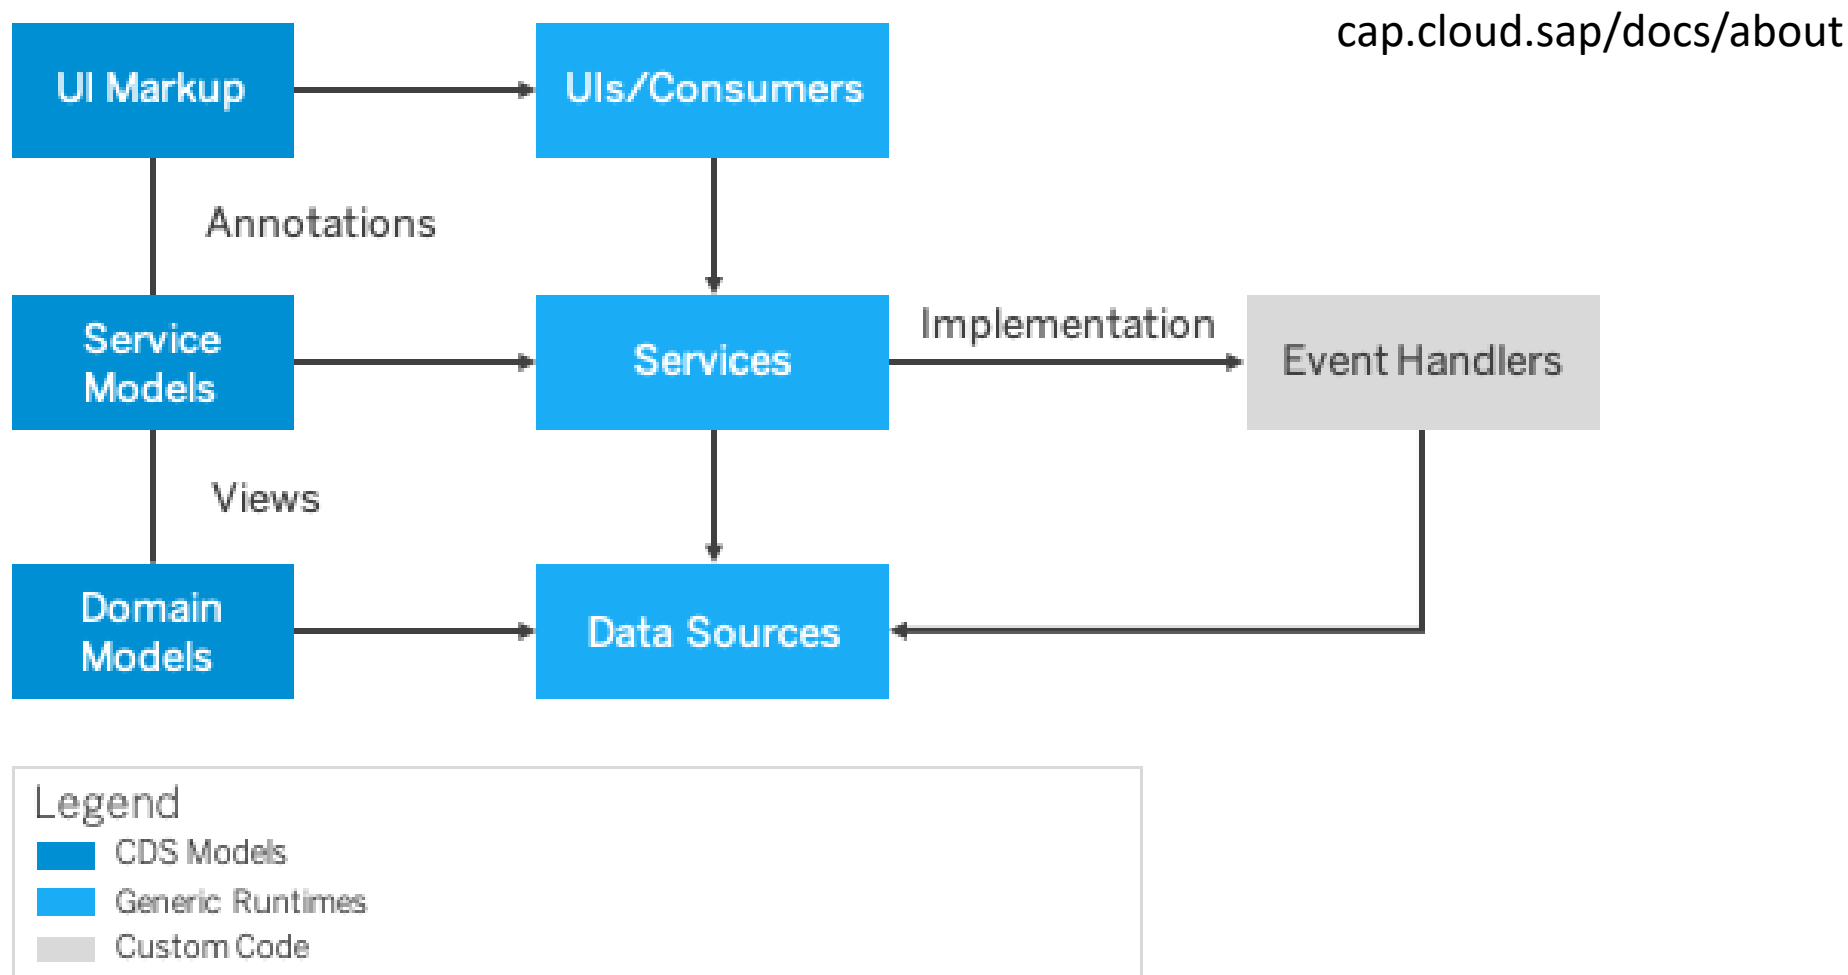 cap.cloud.sap/docs/about
UI Markup
UIs/Consumers
Annotations
Service
Models
Services
Implementation
Event Handlers
Views
Domain
Models
Data Sources
Legend
CDS Models
Generic Runtimes
Custom Code